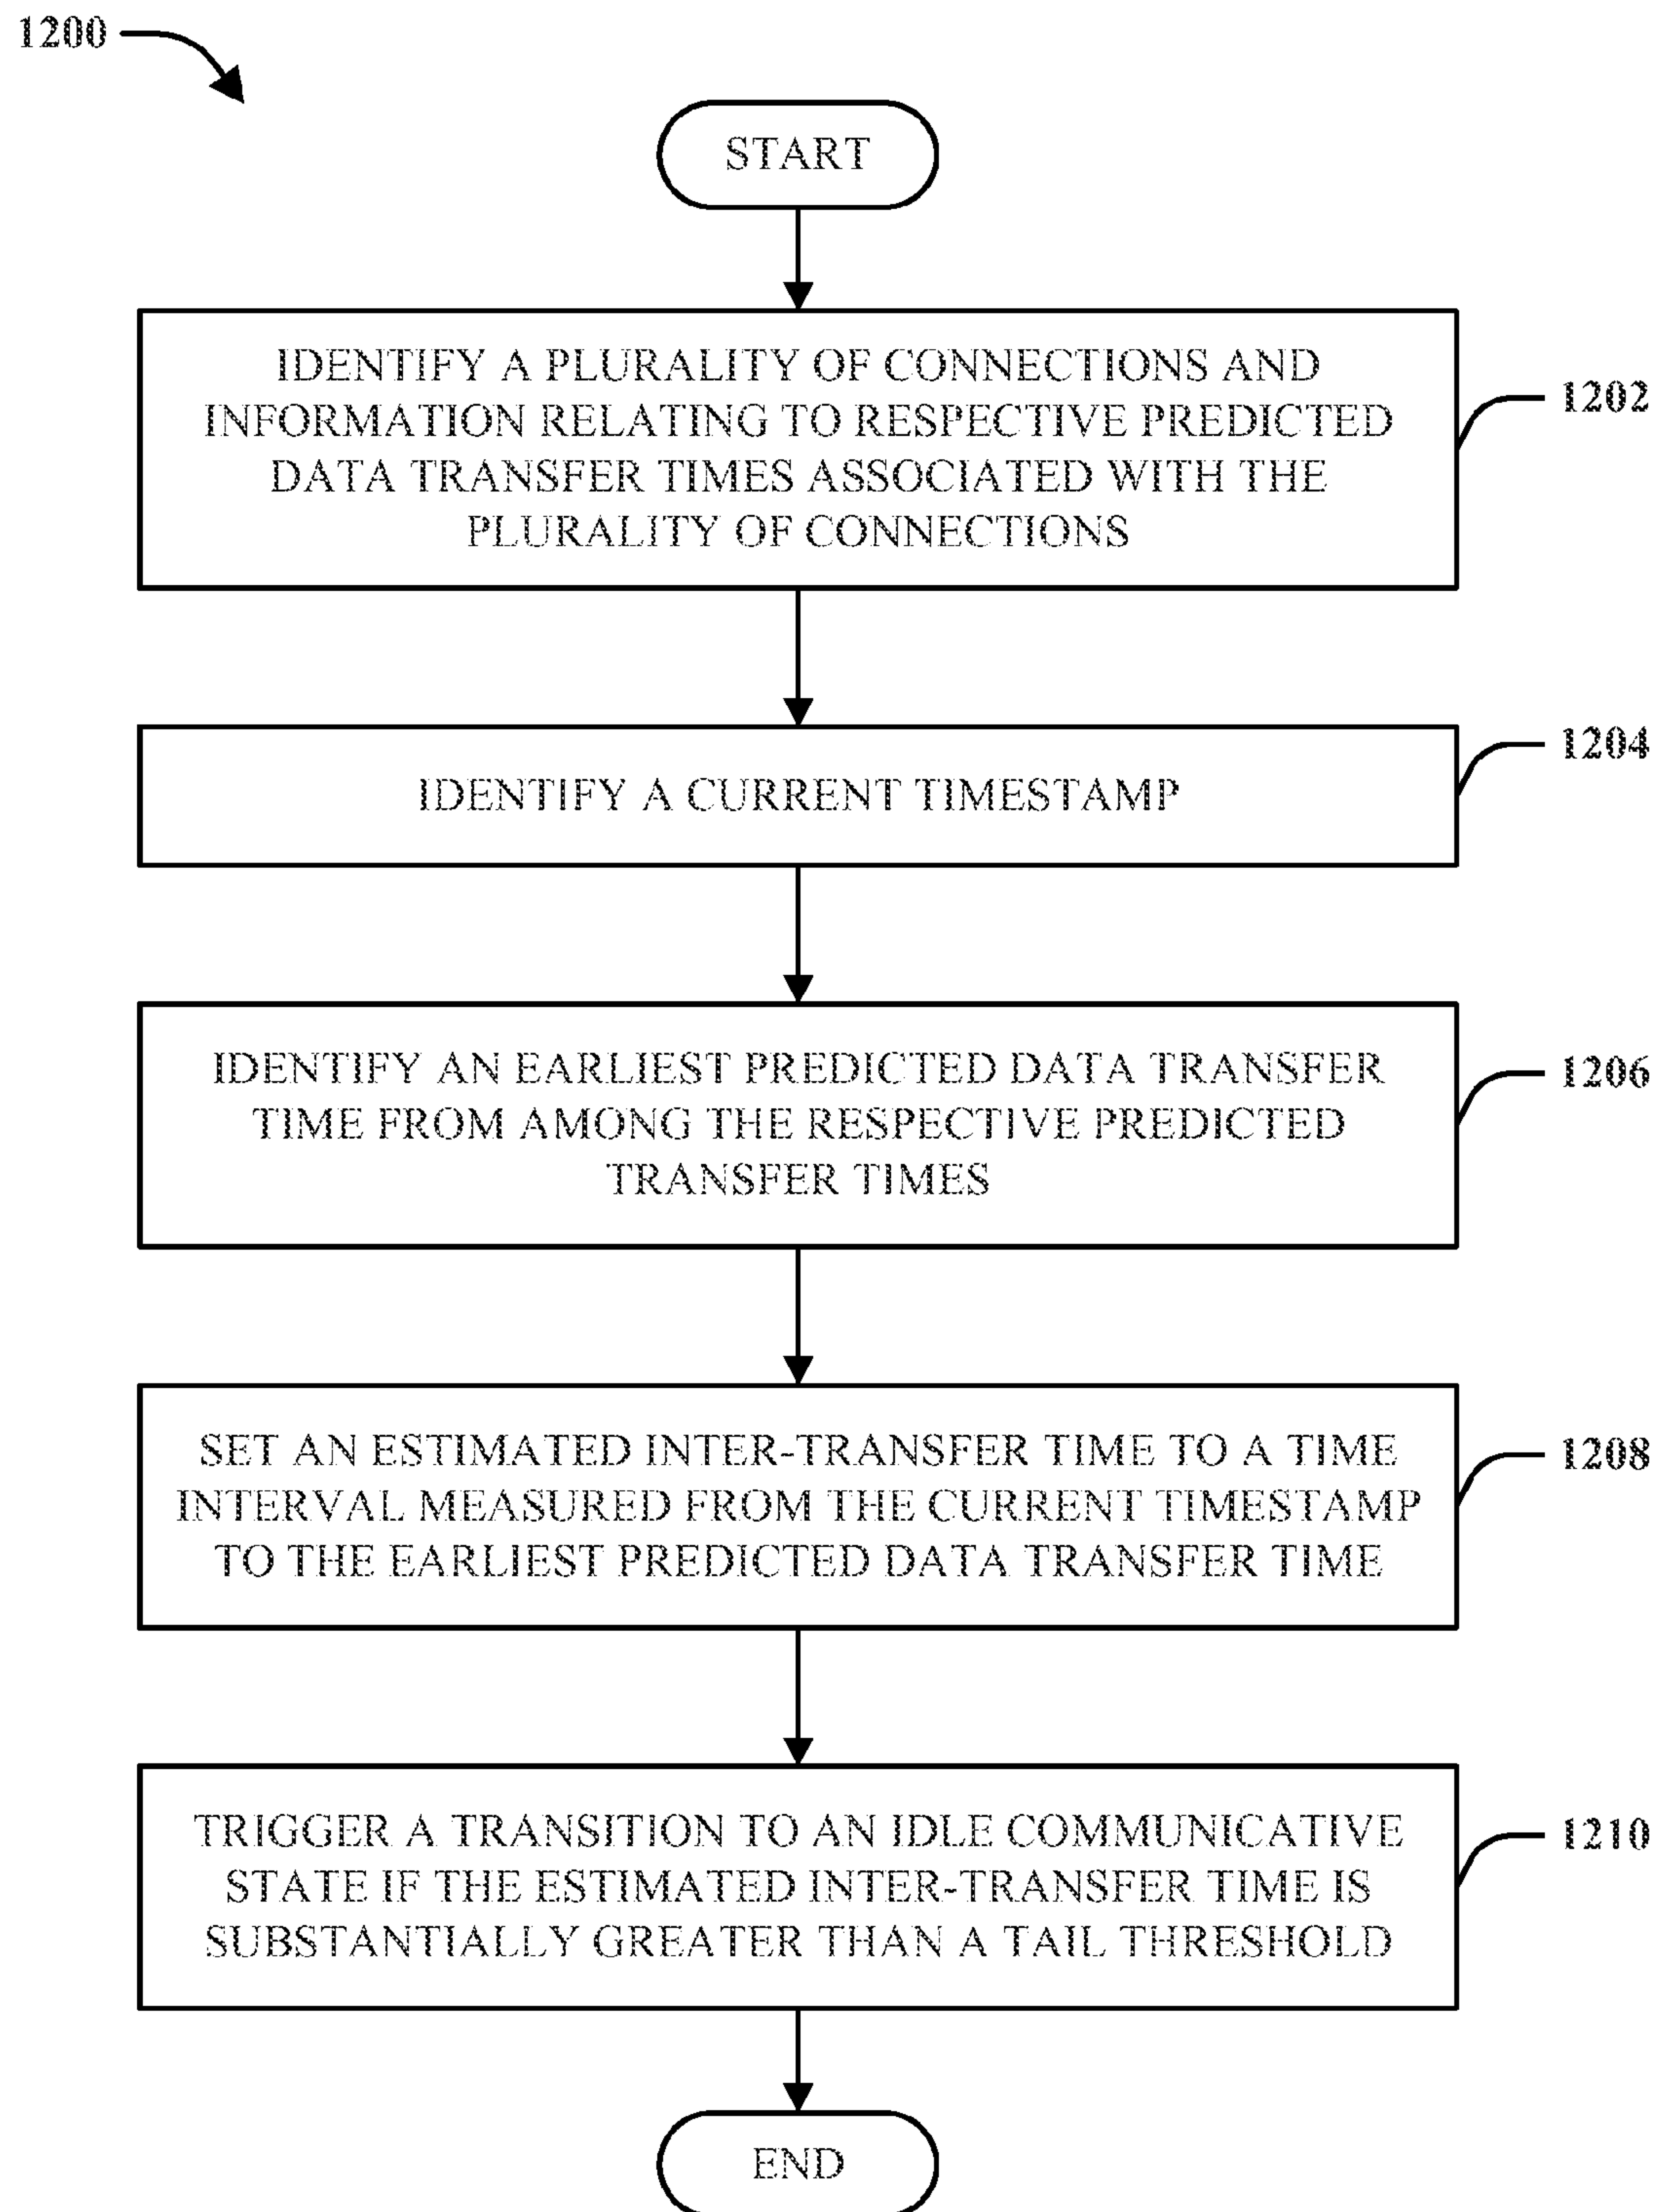 1200
START
IDENTIFY A PLURALITY OF CONNECTIONS AND
INFORMATION RELATING TO RESPECTIVE PREDICTED
DATA TRANSFER TIMES ASSOCIATED WITH THE
PLURALITY OF CONNECTIONS
1202
IDENTIFY A CURRENT TIMESTAMP
1204
IDENTIFY AN EARLIEST PREDICTED DATA TRANSFER
TIME FROM AMONG THE RESPECTIVE PREDICTED
TRANSFER TIMES
1206
SET AN ESTIMATED INTER-TRANSFER TIME TO A TIME
INTERVAL MEASURED FROM THE CURRENT TIMESTAMP
TO THE EARLIEST PREDICTED DATA TRANSFER TIME
1208
TRIGGER A TRANSITION TO AN IDLE COMMUNICATIVE
STATE IF THE ESTIMATED INTER-TRANSFER TIME IS
SUBSTANTIALLY GREATER THAN A TAIL THRESHOLD
1210
END